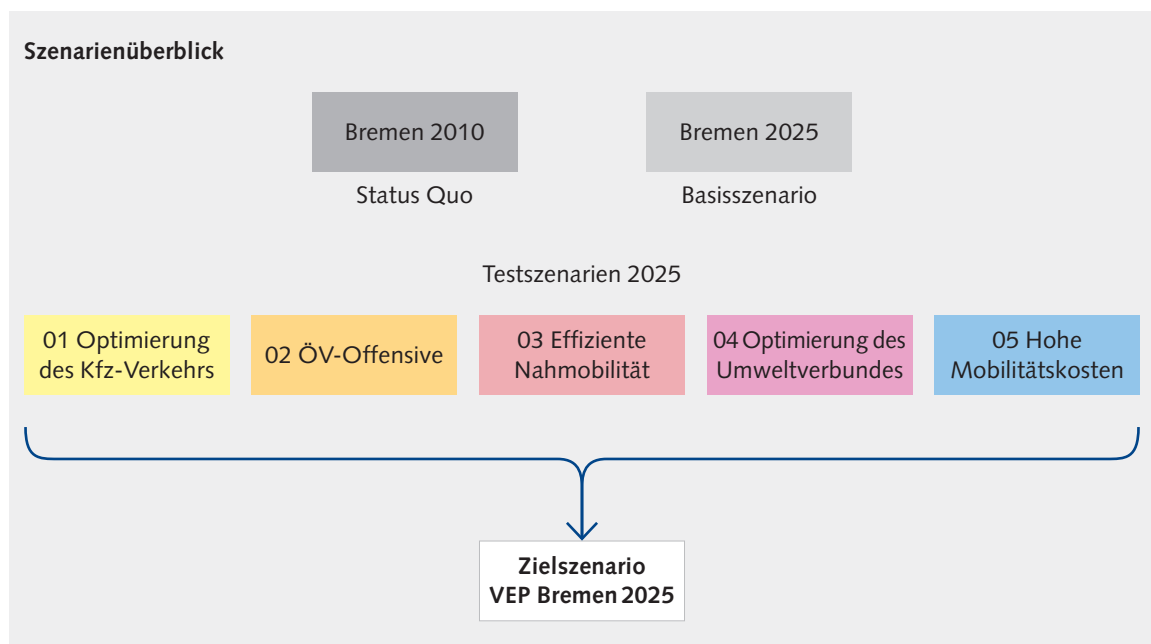 Szenarienüberblick
Bremen 2010
Bremen 2025
Status Quo
Basisszenario
Testszenarien 2025
01 Optimierung
des Kfz-Verkehrs
02 ÖV-Offensive
03 Effiziente
Nahmobilität
04 Optimierung des
Umweltverbundes
05 Hohe
Mobilitätskosten
Zielszenario
VEP Bremen 2025